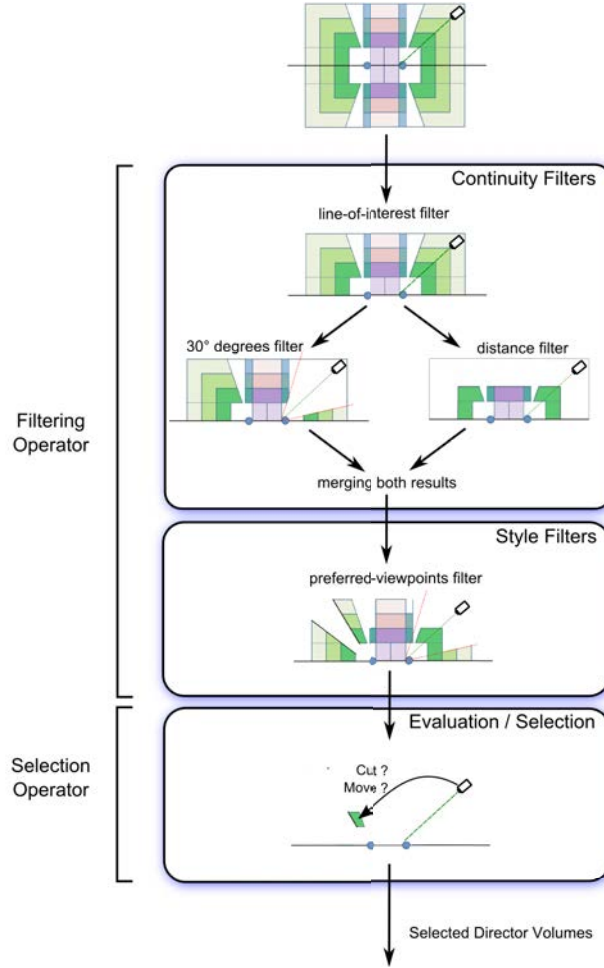 Continuity Filters
line-of-interest filter
30° degrees filter
distance filter
Filtering
Operator
merging both results
Style Filters
preferred-viewpoints filter
Evaluation / Selection
Selection
Operator
Cut ?
Move ?
Selected Director Volumes